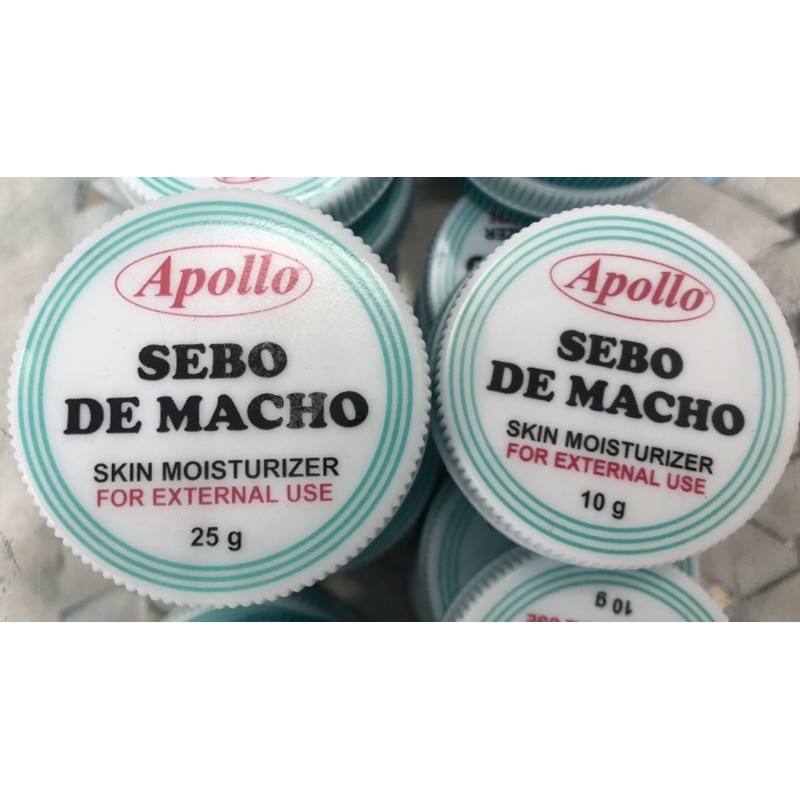 Apollo
SEBO
DE MACHO
SKIN MOISTURIZER
FOR EXTERNAL USE
25 g
Apollo
SEBO
DE MACHO
SKIN MOISTURIZER
FOR EXTERNAL USE
10 g
10 g